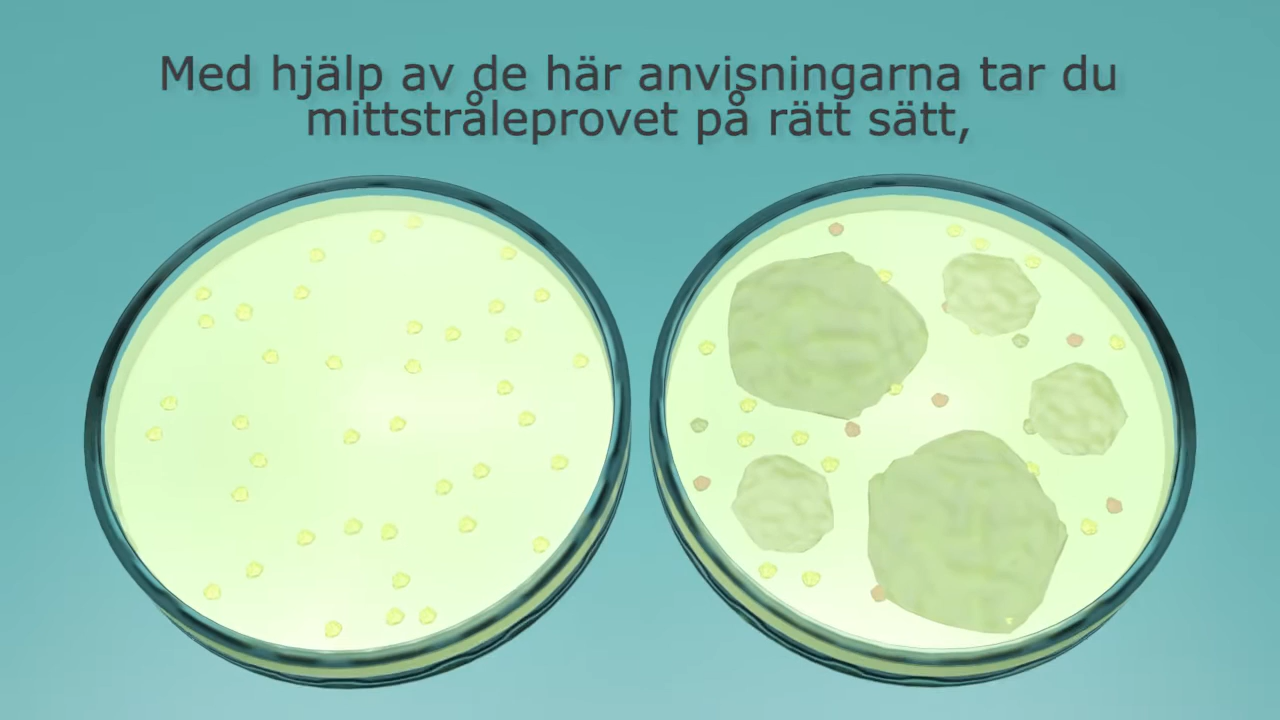 Med hjälp av de här anvisningarna tar du
mittstråleprovet på rätt sätt,